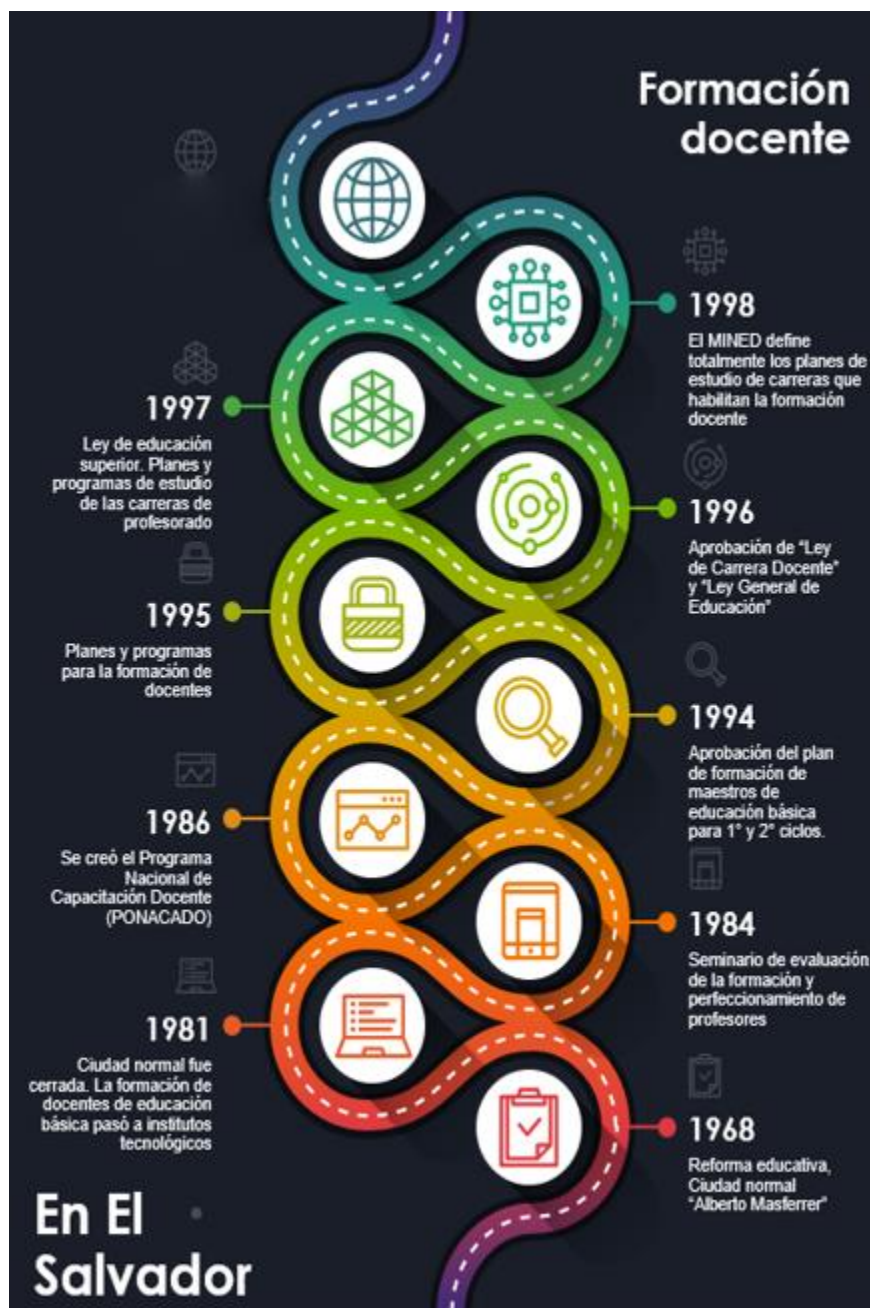 Formación
docente
1998
El MINED define
totalmente los planes de
estudio de carreras que
habilitan la formación
docente
1997
Ley de educación
superior. Planes y
programas de estudio
de las carreras de
profesorado
1996
Aprobación de “Ley
de Carrera Docente”
y “Ley General de
Educación”
1995
Planes y programas
para la formación de
docentes
1994
Aprobación del plan
de formación de
maestros de
educación básica
para 1° y 2° ciclos.
1986
Se creó el Programa
Nacional de
Capacitación Docente
(PONACADO)
1984
Seminario de evaluación
de la formación y
perfeccionamiento de
profesores
1981
Ciudad normal fue
cerrada. La formación de
docentes de educación
básica pasó a institutos
tecnológicos
1968
Reforma educativa,
Ciudad normal
“Alberto Masferrer”
En El
Salvador